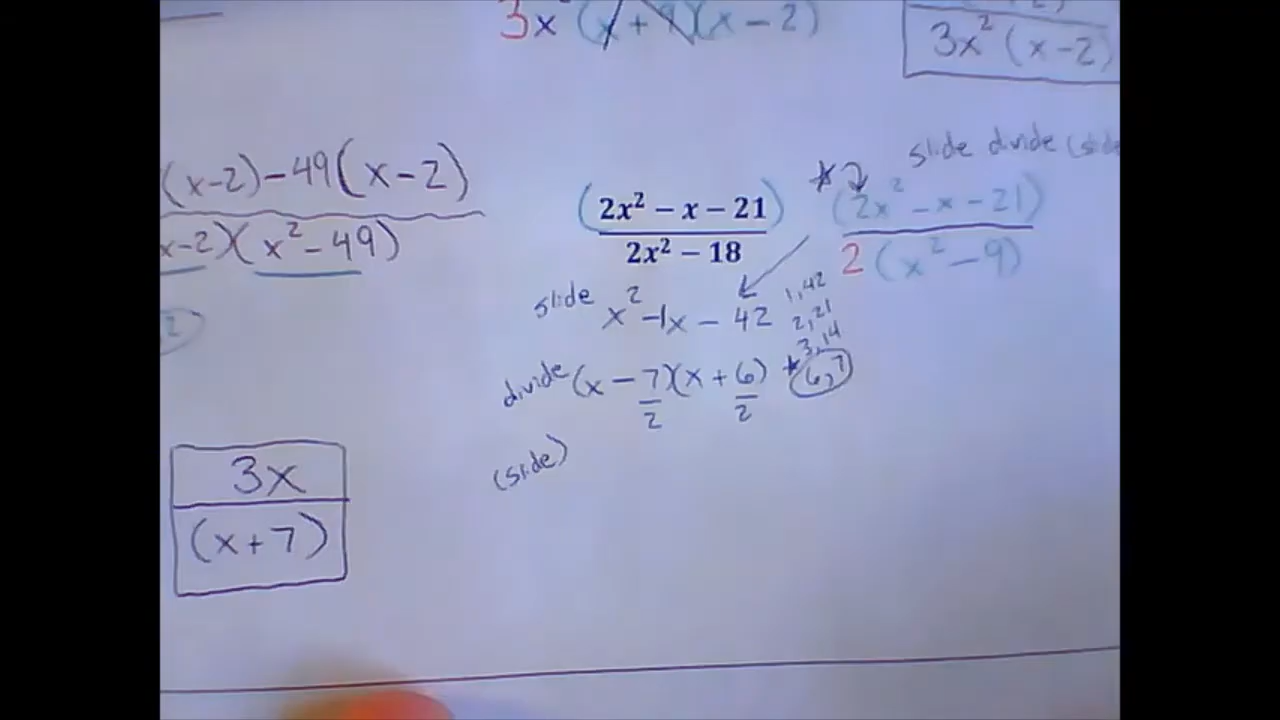 3x (x + 9)(x − 2)
3x² (x − 2)
(x−2) − 49(x − 2)
x−2)(x² − 49)
3x
(x + 7)
(2x² − x − 21)
2x² − 18
slide divide (slide
* 2
(2x² − x − 21)
2 (x² − 9)
slide x² − 1x − 42
1, 42
2, 21
3, 14
* 6, 7
divide (x − 7/2)(x + 6/2)
(slide)